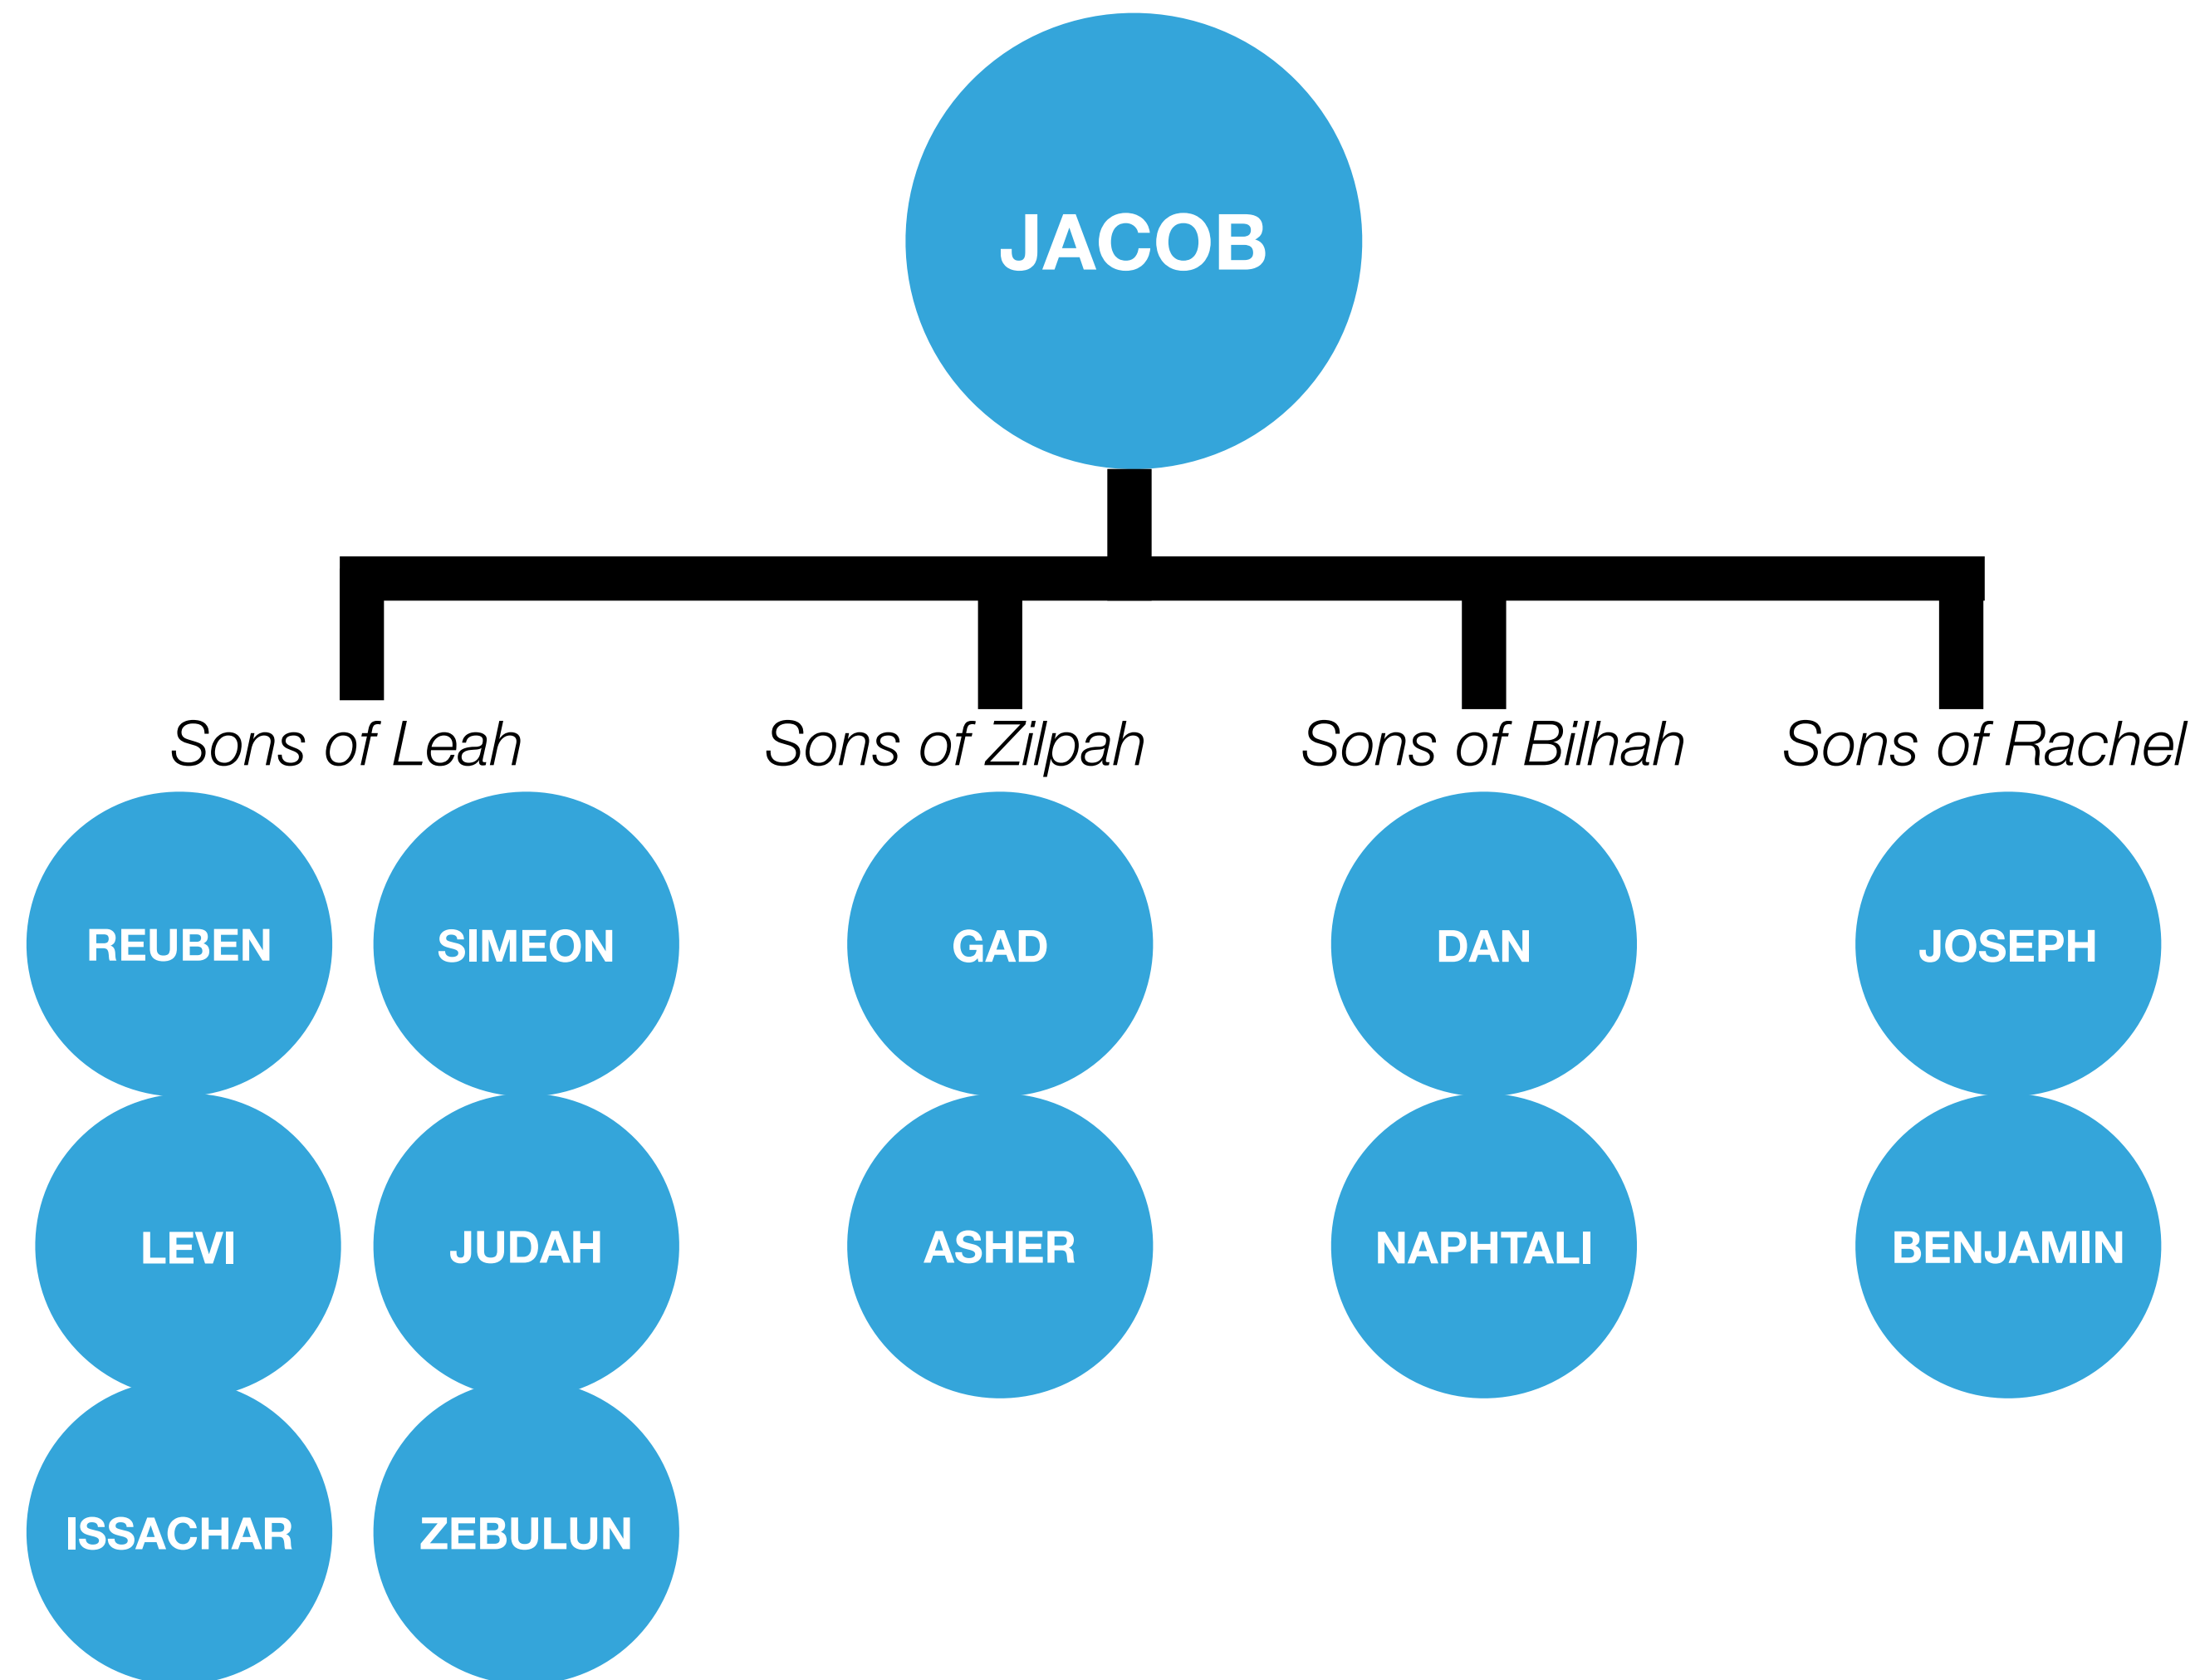 JACOB
Sons of Leah
Sons of Zilpah
Sons of Bilhah
Sons of Rachel
REUBEN
SIMEON
GAD
DAN
JOSEPH
LEVI
JUDAH
ASHER
NAPHTALI
BENJAMIN
ISSACHAR
ZEBULUN